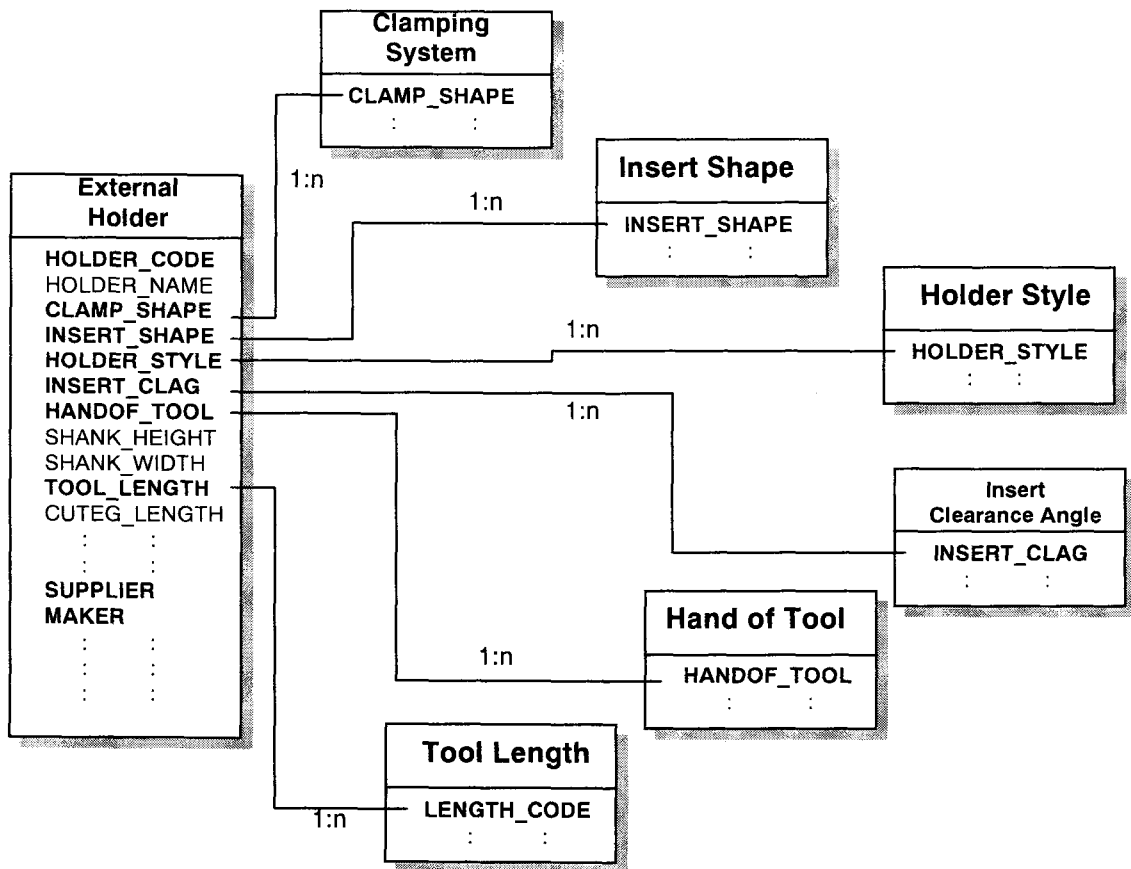 Clamping
System
CLAMP_SHAPE
: :
1:n
Insert Shape
INSERT_SHAPE
: :
1:n
External
Holder
HOLDER_CODE
HOLDER_NAME
CLAMP_SHAPE
INSERT_SHAPE
HOLDER_STYLE
INSERT_CLAG
HANDOF_TOOL
SHANK_HEIGHT
SHANK_WIDTH
TOOL_LENGTH
CUTEG_LENGTH
: :
: :
SUPPLIER
MAKER
: :
: :
: :
Holder Style
HOLDER_STYLE
: :
1:n
1:n
Insert
Clearance Angle
INSERT_CLAG
: :
Hand of Tool
HANDOF_TOOL
: :
1:n
Tool Length
LENGTH_CODE
: :
1:n